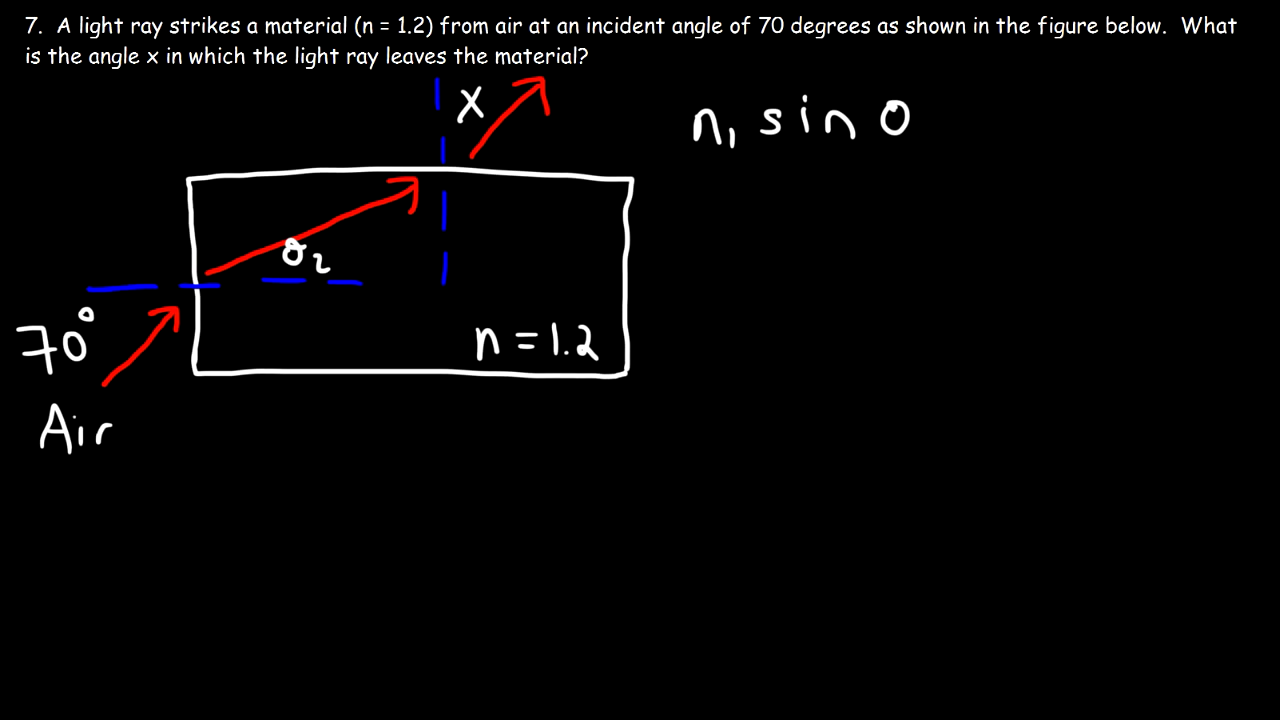 7. A light ray strikes a material (n = 1.2) from air at an incident angle of 70 degrees as shown in the figure below. What
is the angle x in which the light ray leaves the material?
x
n₁ sin 0
θ₂
70°
n = 1.2
Air